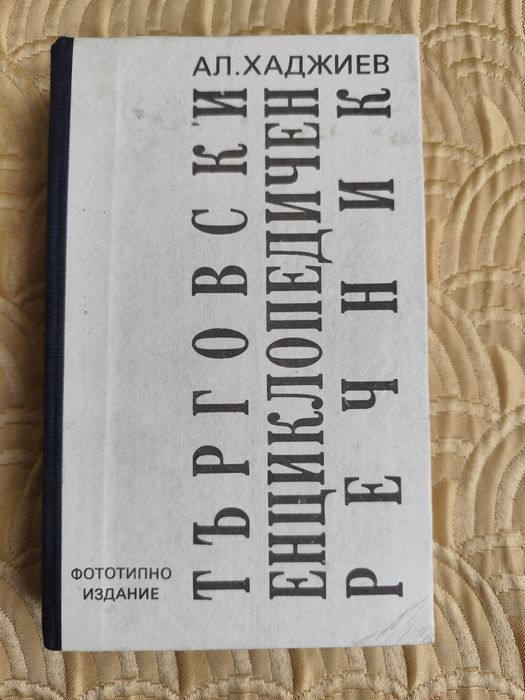 АЛ.ХАДЖИЕВ
ТЪРГОВСКИ
ЕНЦИКЛОПЕДИЧЕН
РЕЧНИК
ФОТОТИПНО
ИЗДАНИЕ